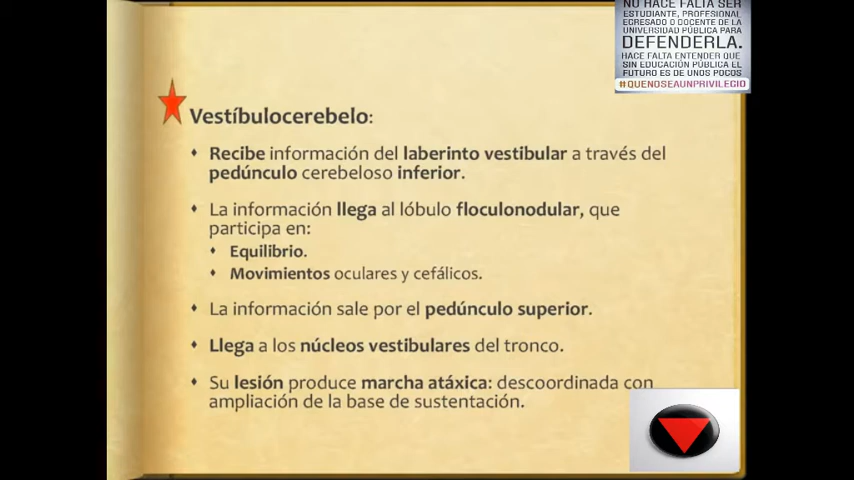 NO HACE FALTA SER
ESTUDIANTE, PROFESIONAL
EGRESADO O DOCENTE DE LA
UNIVERSIDAD PÚBLICA PARA
DEFENDERLA.
HACE FALTA ENTENDER QUE
SIN EDUCACIÓN PÚBLICA EL
FUTURO ES DE UNOS POCOS
#QUENOSEAUNPRIVILEGIO
Vestíbulocerebelo:
♦ Recibe información del laberinto vestibular a través del
pedúnculo cerebeloso inferior.
♦ La información llega al lóbulo floculonodular, que
participa en:
♦ Equilibrio.
♦ Movimientos oculares y cefálicos.
♦ La información sale por el pedúnculo superior.
♦ Llega a los núcleos vestibulares del tronco.
♦ Su lesión produce marcha atáxica: descoordinada con
ampliación de la base de sustentación.